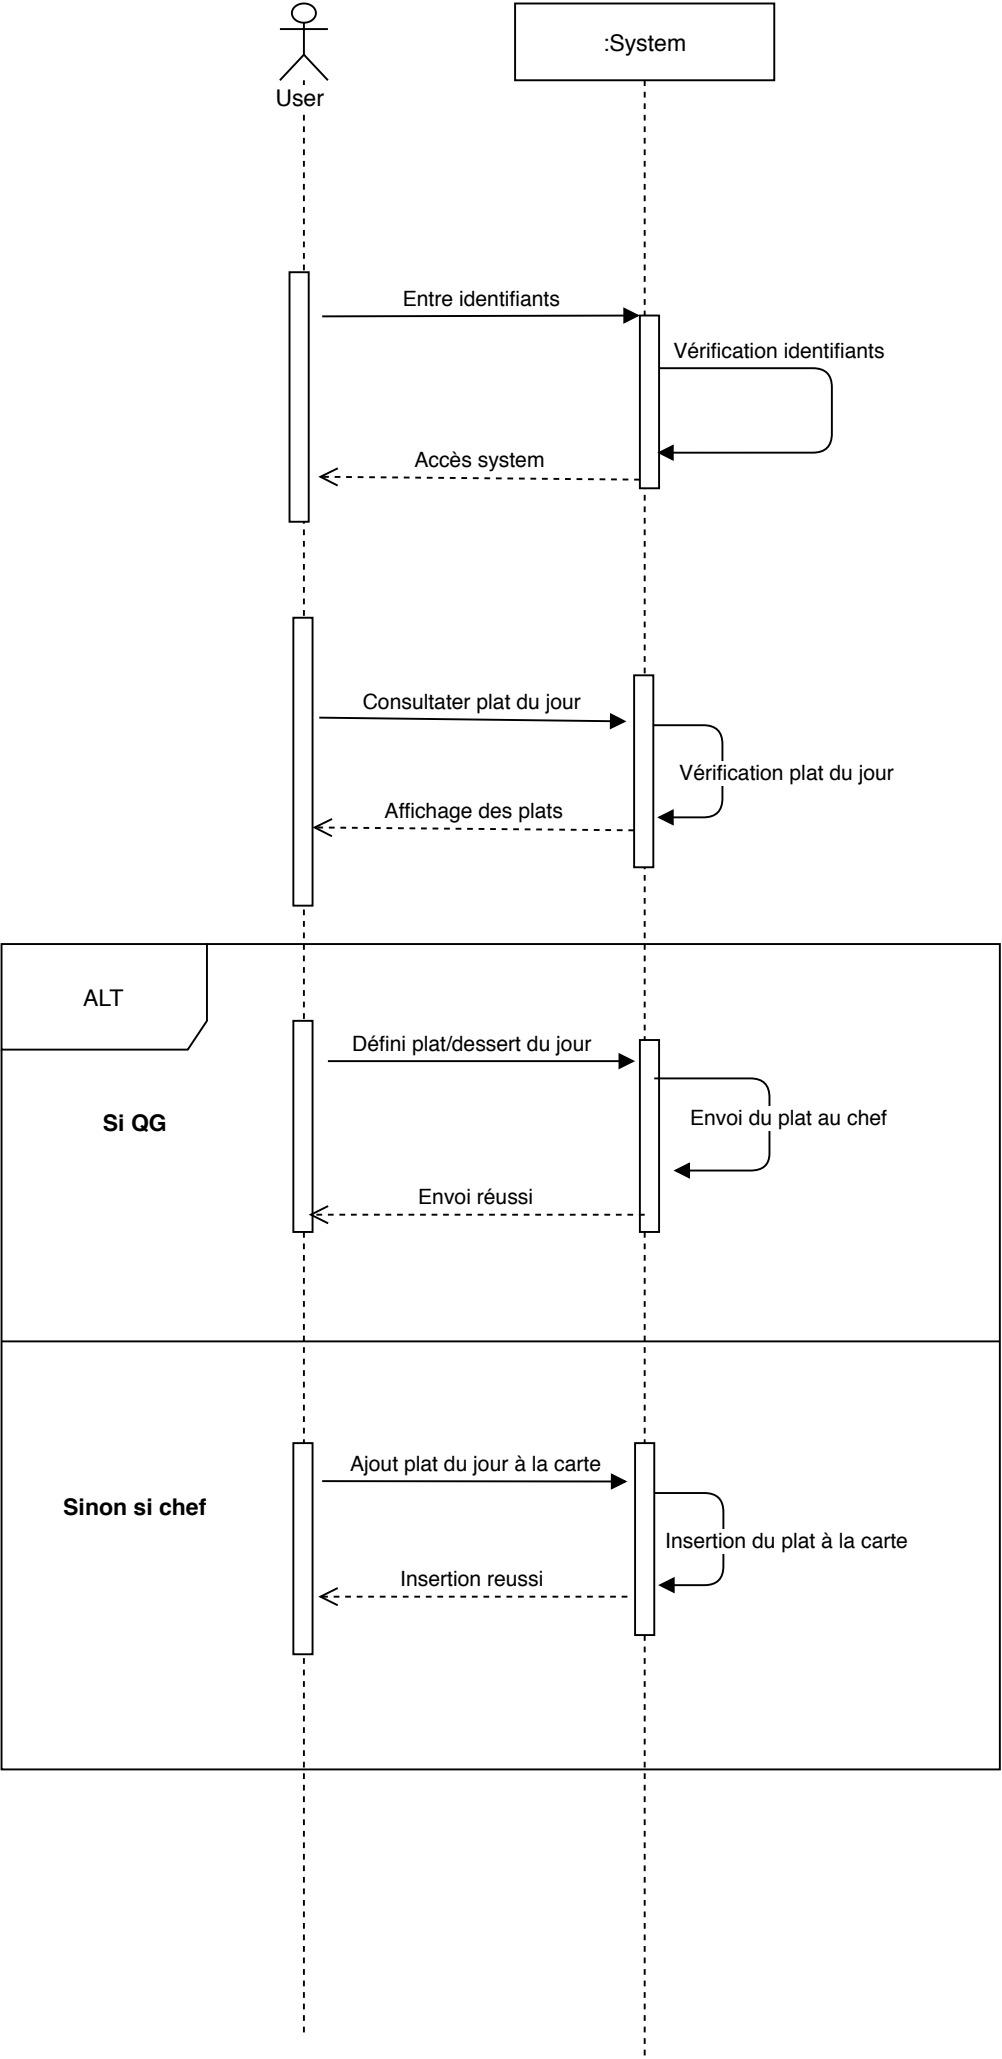 User
:System
Entre identifiants
Vérification identifiants
Accès system
Consultater plat du jour
Vérification plat du jour
Affichage des plats
ALT
Défini plat/dessert du jour
Si QG
Envoi du plat au chef
Envoi réussi
Ajout plat du jour à la carte
Sinon si chef
Insertion du plat à la carte
Insertion reussi